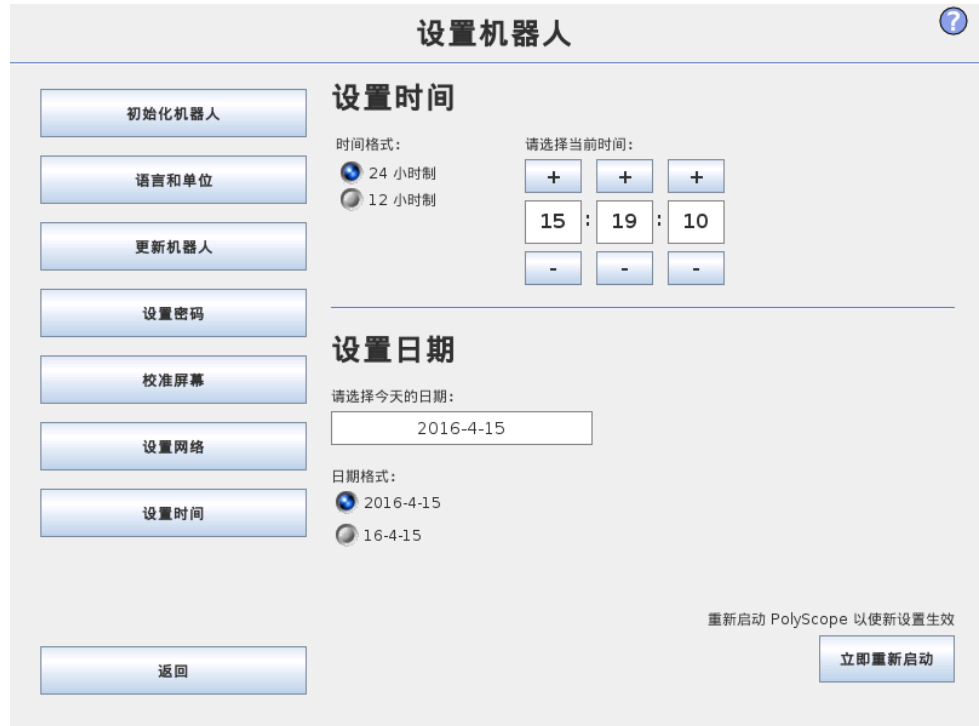 设置机器人
?
初始化机器人
语言和单位
更新机器人
设置密码
校准屏幕
设置网络
设置时间
返回
设置时间
时间格式:
24 小时制
12 小时制
请选择当前时间:
+ + +
15 : 19 : 10
- - -
设置日期
请选择今天的日期:
2016-4-15
日期格式:
2016-4-15
16-4-15
重新启动 PolyScope 以使新设置生效
立即重新启动